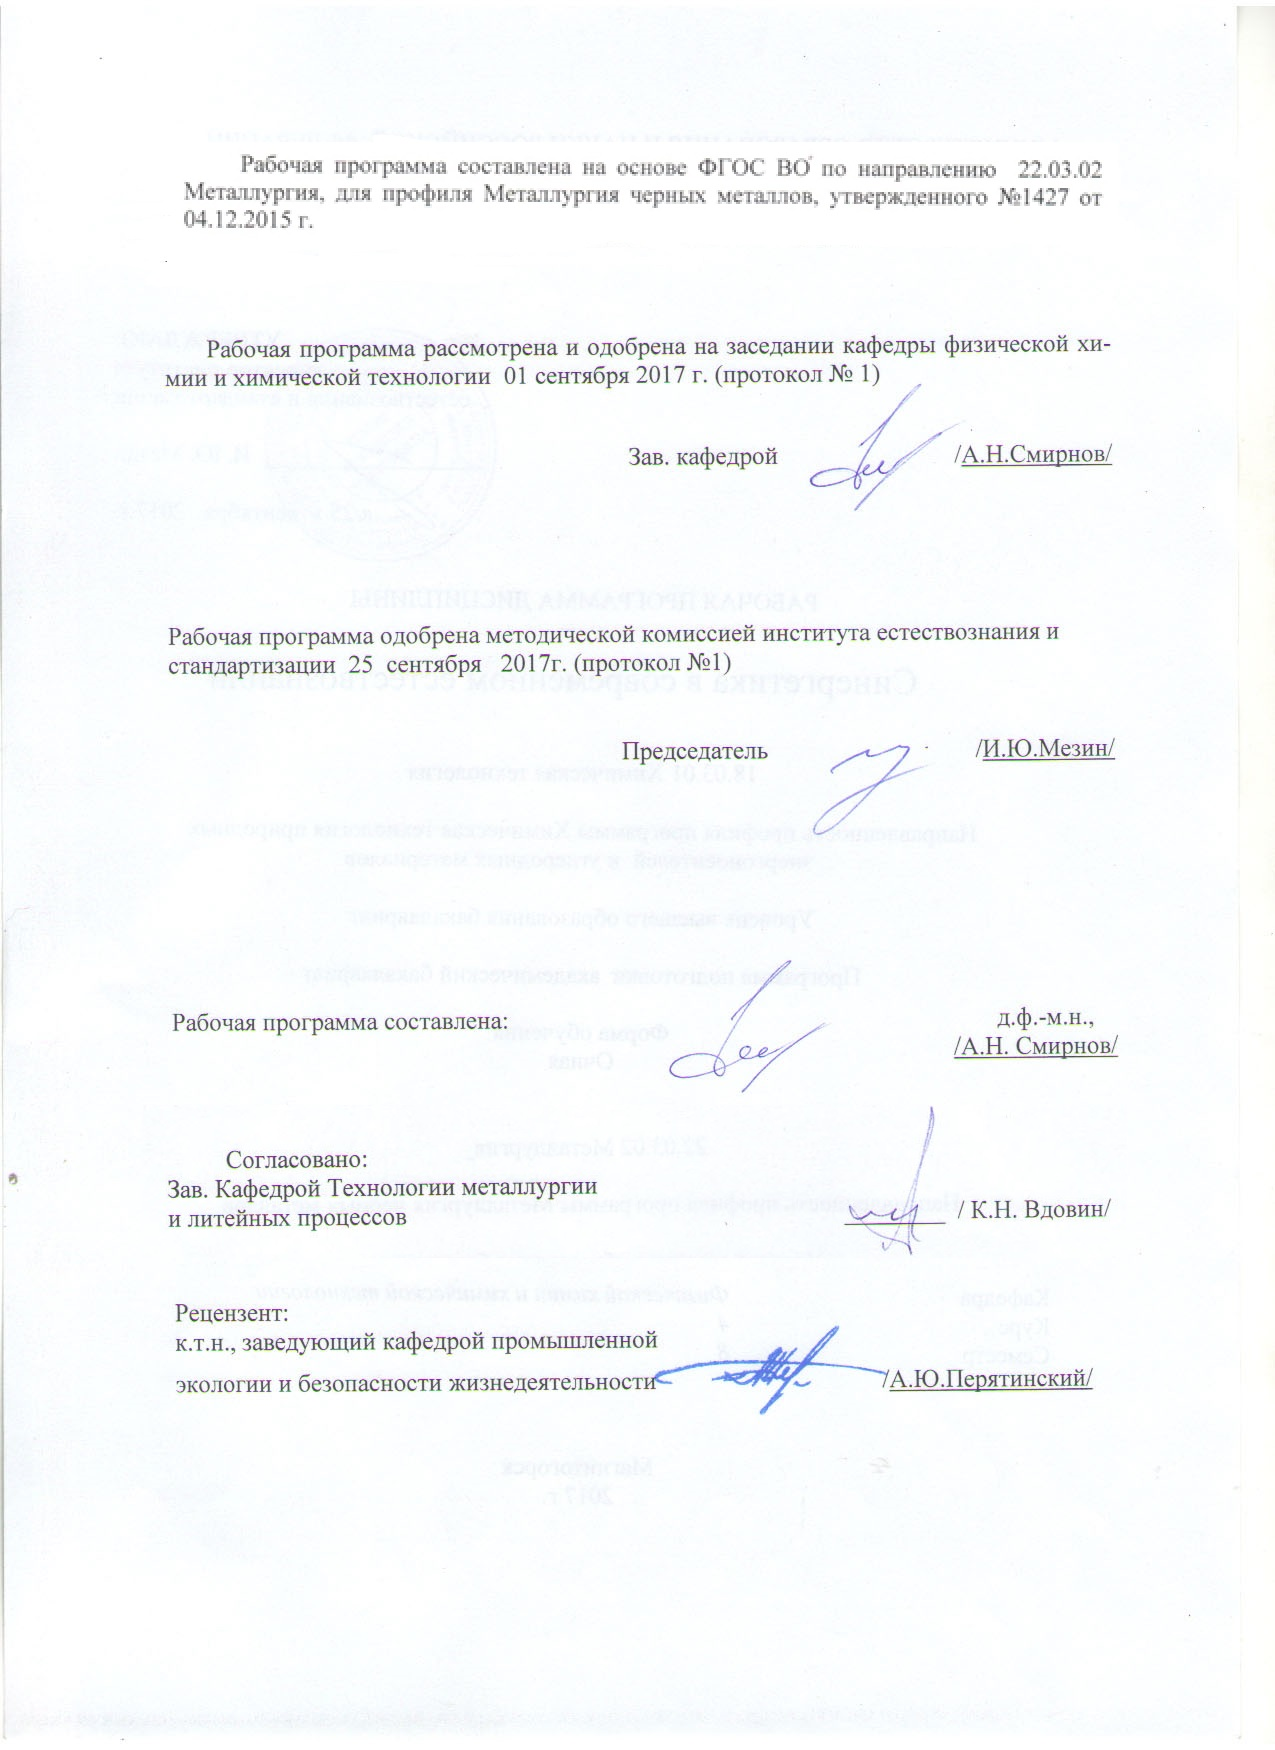 Рабочая программа составлена на основе ФГОС ВО по направлению 22.03.02
Металлургия, для профиля Металлургия черных металлов, утвержденного №1427 от
04.12.2015 г.
Рабочая программа рассмотрена и одобрена на заседании кафедры физической хи-
мии и химической технологии 01 сентября 2017 г. (протокол № 1)
Зав. кафедрой /А.Н.Смирнов/
Рабочая программа одобрена методической комиссией института естествознания и
стандартизации 25 сентября 2017г. (протокол №1)
Председатель /И.Ю.Мезин/
Рабочая программа составлена: д.ф.-м.н.,
/А.Н. Смирнов/
Согласовано:
Зав. Кафедрой Технологии металлургии
и литейных процессов ________ / К.Н. Вдовин/
Рецензент:
к.т.н., заведующий кафедрой промышленной
экологии и безопасности жизнедеятельности /А.Ю.Перятинский/